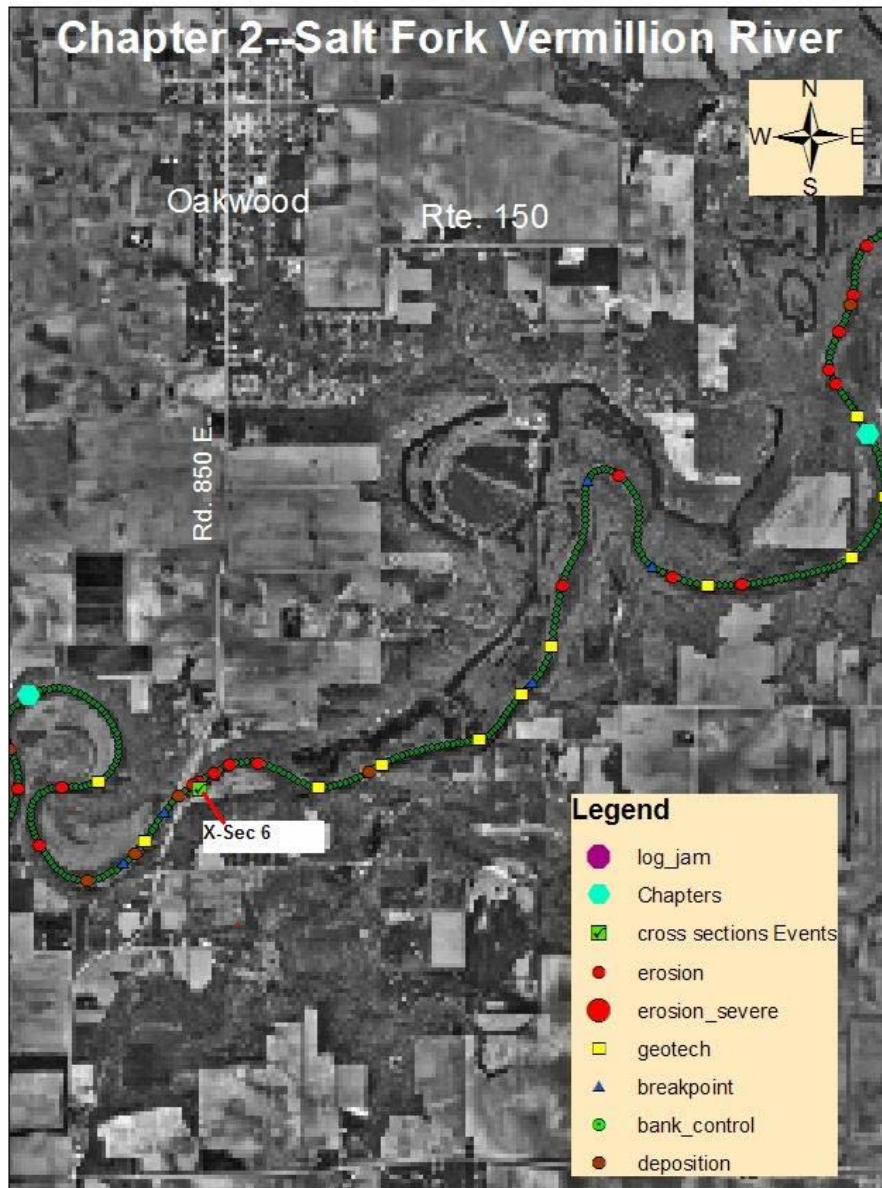 Chapter 2--Salt Fork Vermillion River
N
W E
S
Oakwood
Rte. 150
Rd. 850 E.
X-Sec 6
Legend
log_jam
Chapters
cross sections Events
erosion
erosion_severe
geotech
breakpoint
bank_control
deposition